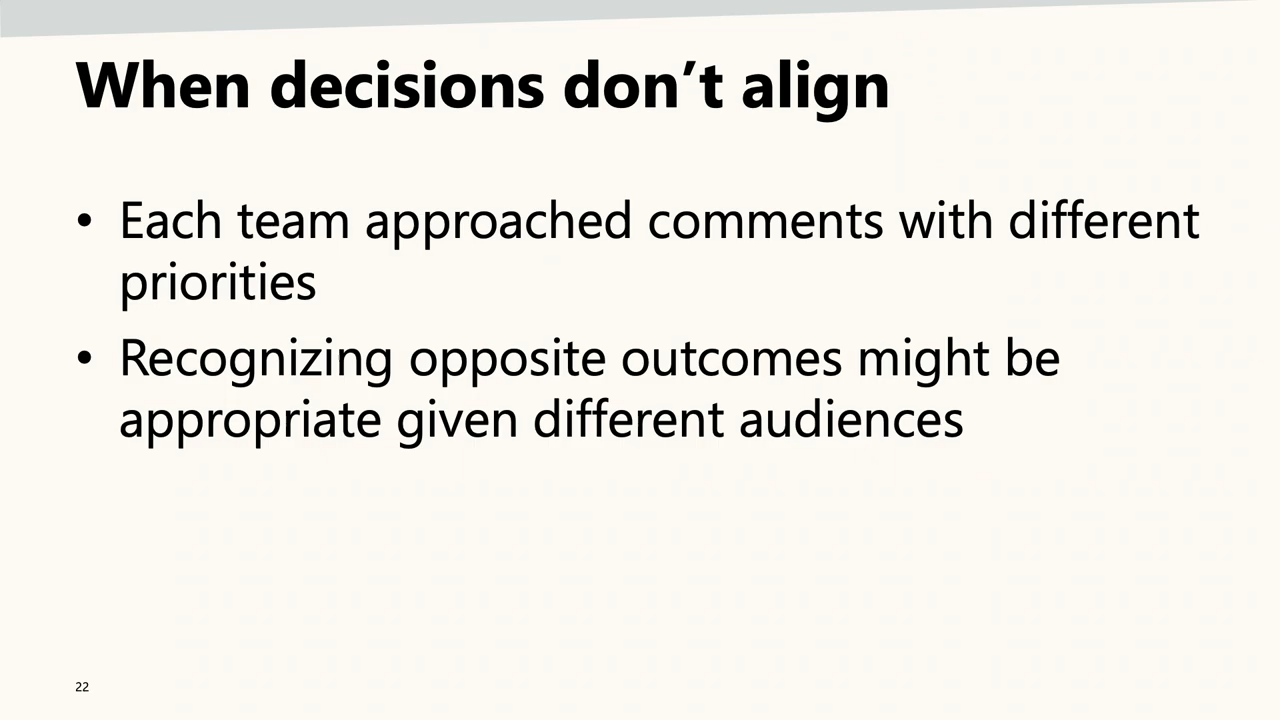 When decisions don’t align
• Each team approached comments with different
priorities
• Recognizing opposite outcomes might be
appropriate given different audiences
22